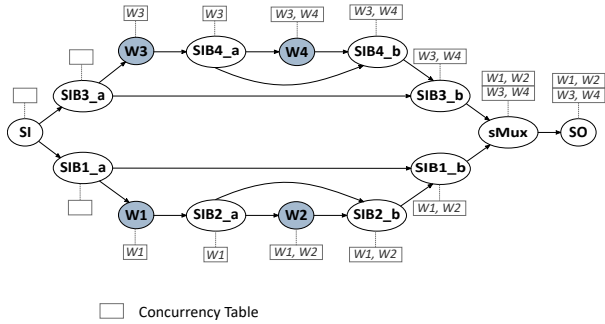 W3
W3
W3, W4
W3, W4
W3
SIB4_a
W4
SIB4_b
W3, W4
SIB3_a
SIB3_b
W1, W2
W3, W4
W1, W2
W3, W4
SI
sMux
SO
SIB1_a
SIB1_b
W1, W2
W1
SIB2_a
W2
SIB2_b
W1
W1
W1, W2
W1, W2
Concurrency Table